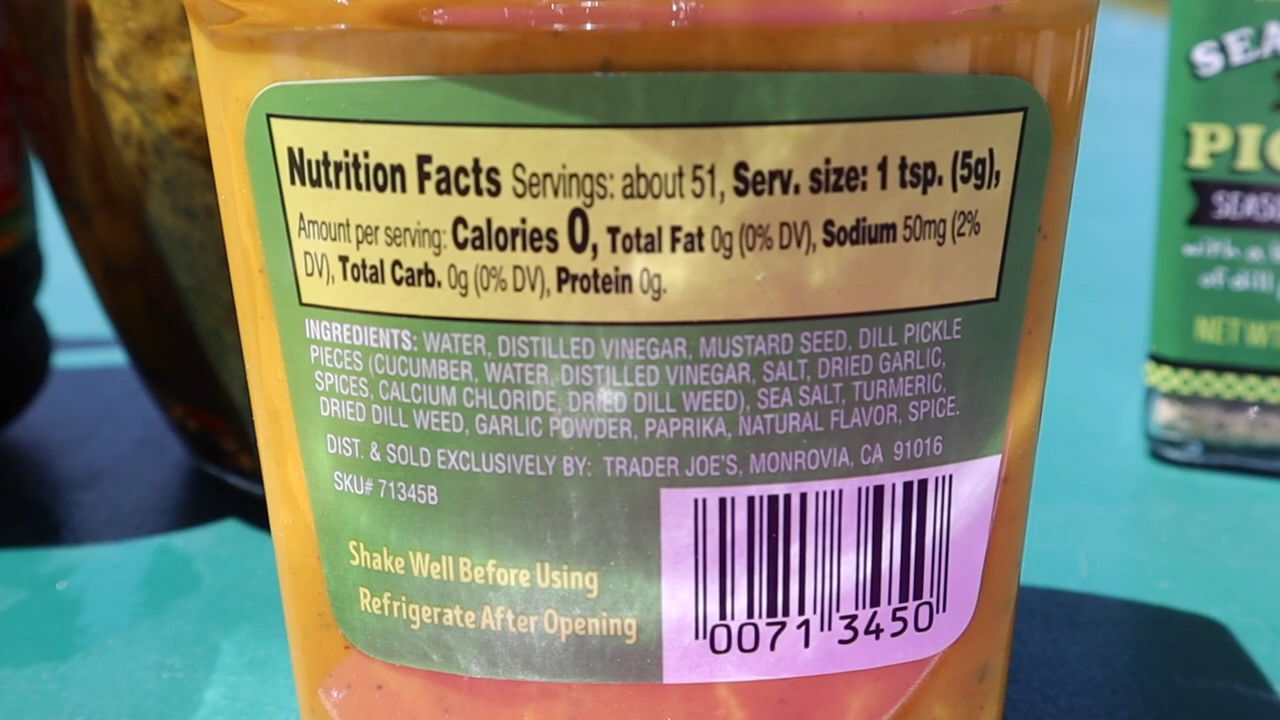 Nutrition Facts Servings: about 51, Serv. size: 1 tsp. (5g),
Amount per serving: Calories 0, Total Fat 0g (0% DV), Sodium 50mg (2%
DV), Total Carb. 0g (0% DV), Protein 0g.
INGREDIENTS: WATER, DISTILLED VINEGAR, MUSTARD SEED, DILL PICKLE
PIECES (CUCUMBER, WATER, DISTILLED VINEGAR, SALT, DRIED GARLIC,
SPICES, CALCIUM CHLORIDE, DRIED DILL WEED), SEA SALT, TURMERIC,
DRIED DILL WEED, GARLIC POWDER, PAPRIKA, NATURAL FLAVOR, SPICE.
DIST. & SOLD EXCLUSIVELY BY: TRADER JOE'S, MONROVIA, CA 91016
SKU# 71345B
Shake Well Before Using
Refrigerate After Opening
0071 3450
SEA
PIC
SEAS
with a
of dill
NET W